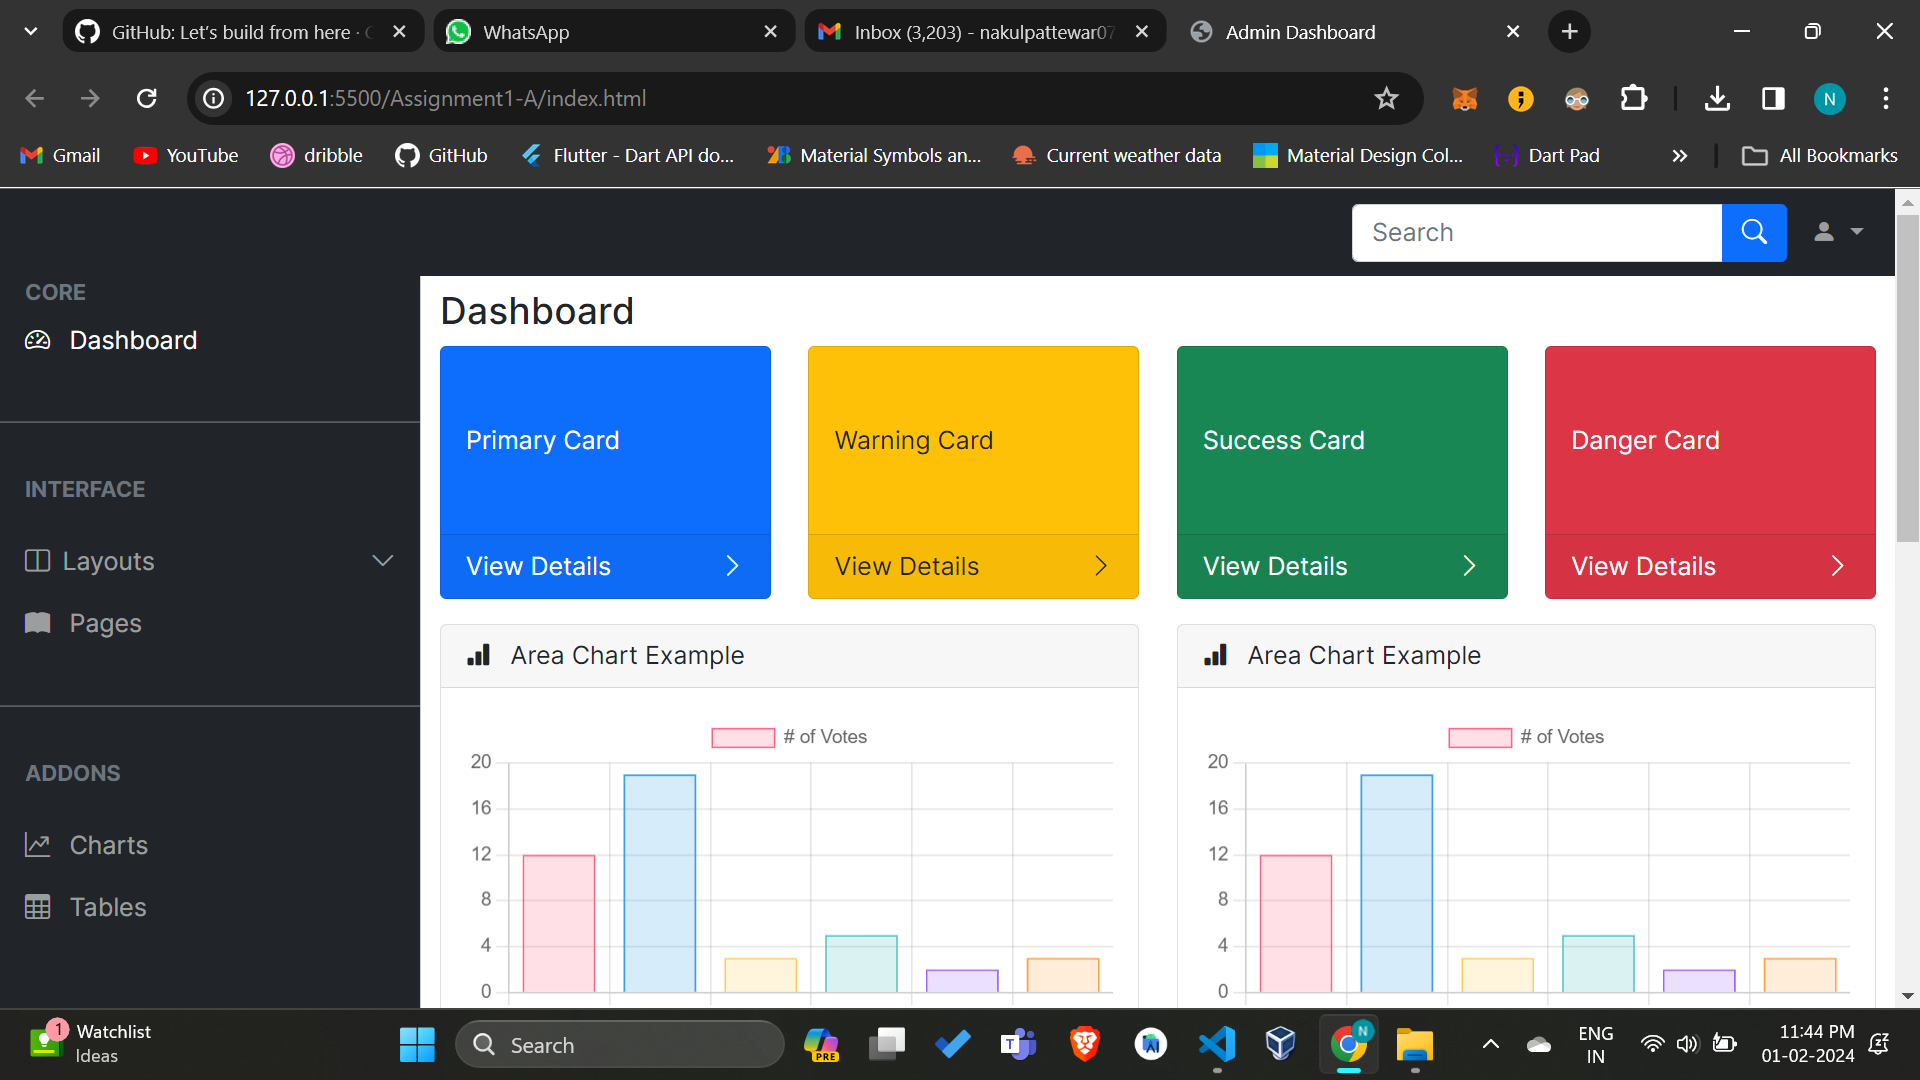 GitHub: Let's build from here ·
WhatsApp
Inbox (3,203) - nakulpattewar07
Admin Dashboard
127.0.0.1:5500/Assignment1-A/index.html
N
Gmail
YouTube
dribble
GitHub
Flutter - Dart API do...
Material Symbols an...
Current weather data
Material Design Col...
Dart Pad
All Bookmarks
Search
CORE
Dashboard
INTERFACE
Layouts
Pages
ADDONS
Charts
Tables
Dashboard
Primary Card
View Details
Warning Card
View Details
Success Card
View Details
Danger Card
View Details
Area Chart Example
# of Votes
20
16
12
8
4
0
Area Chart Example
# of Votes
20
16
12
8
4
0
1
Watchlist
Ideas
Search
PRE
T
N
ENG
IN
11:44 PM
01-02-2024